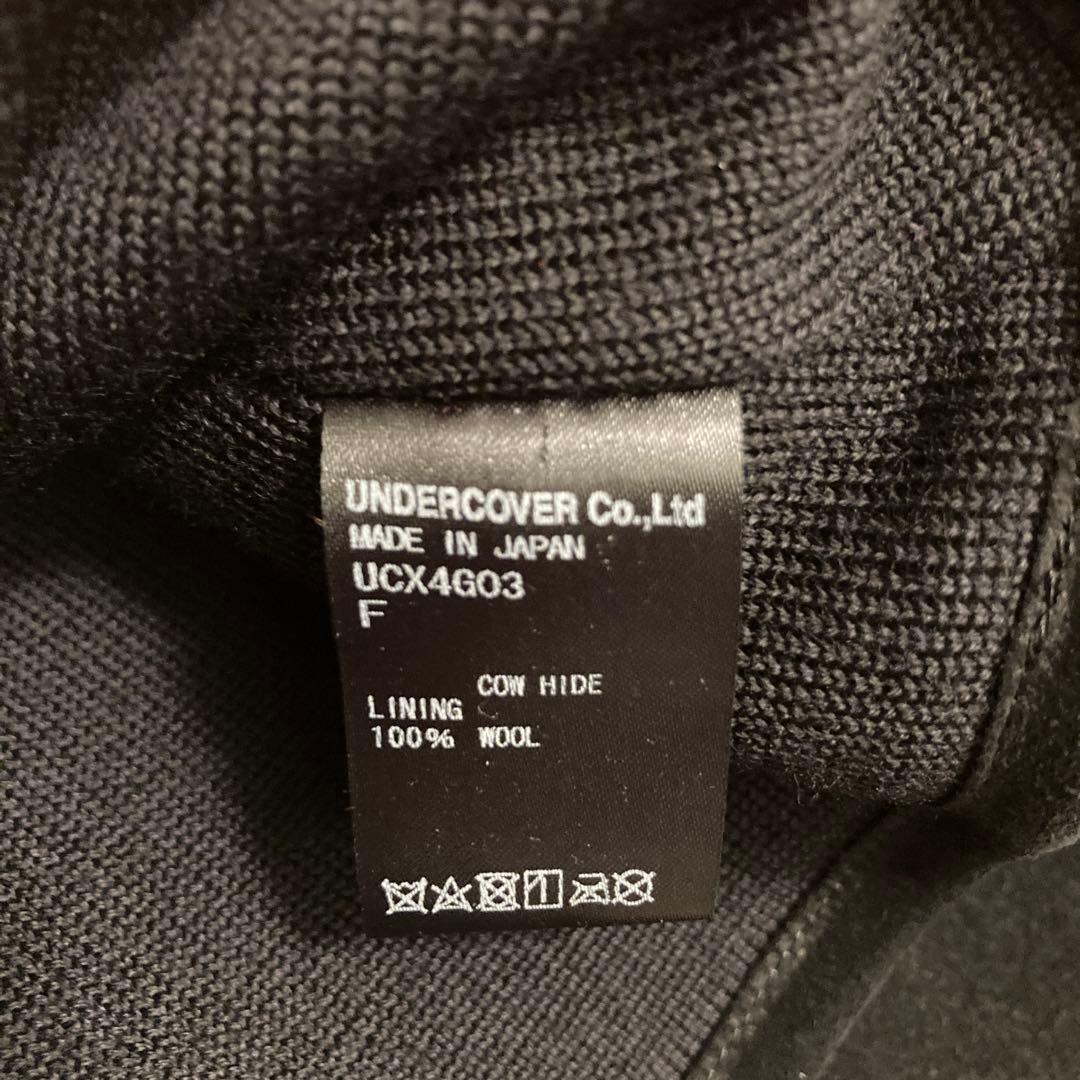 UNDERCOVER Co.,Ltd
MADE IN JAPAN
UCX4G03
F
COW HIDE
LINING
100% WOOL